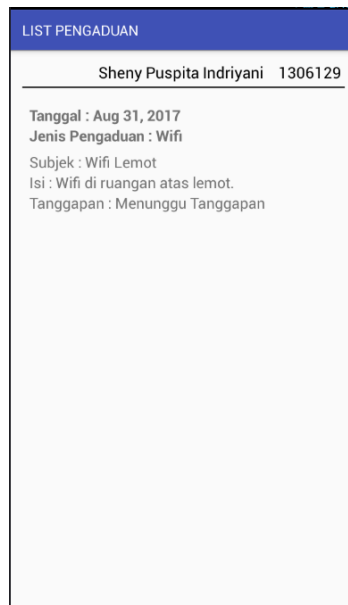 LIST PENGADUAN
Sheny Puspita Indriyani 1306129
Tanggal : Aug 31, 2017
Jenis Pengaduan : Wifi
Subjek : Wifi Lemot
Isi : Wifi di ruangan atas lemot.
Tanggapan : Menunggu Tanggapan